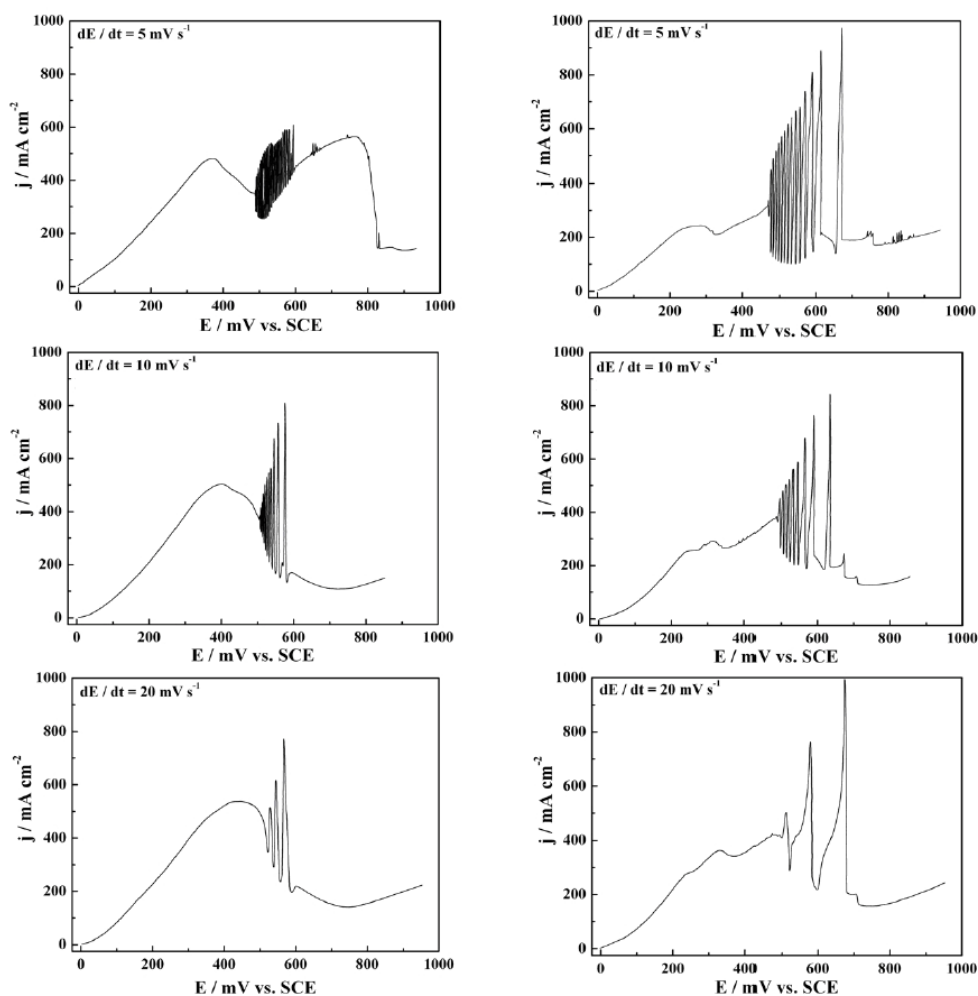 dE / dt = 5 mV s⁻¹
j / mA cm⁻²
1000
800
600
400
200
0
0 200 400 600 800 1000
E / mV vs. SCE
dE / dt = 5 mV s⁻¹
j / mA cm⁻²
1000
800
600
400
200
0
0 200 400 600 800 1000
E / mV vs. SCE
dE / dt = 10 mV s⁻¹
j / mA cm⁻²
1000
800
600
400
200
0
0 200 400 600 800 1000
E / mV vs. SCE
dE / dt = 10 mV s⁻¹
j / mA cm⁻²
1000
800
600
400
200
0
0 200 400 600 800 1000
E / mV vs. SCE
dE / dt = 20 mV s⁻¹
j / mA cm⁻²
1000
800
600
400
200
0
0 200 400 600 800 1000
E / mV vs. SCE
dE / dt = 20 mV s⁻¹
j / mA cm⁻²
1000
800
600
400
200
0
0 200 400 600 800 1000
E / mV vs. SCE